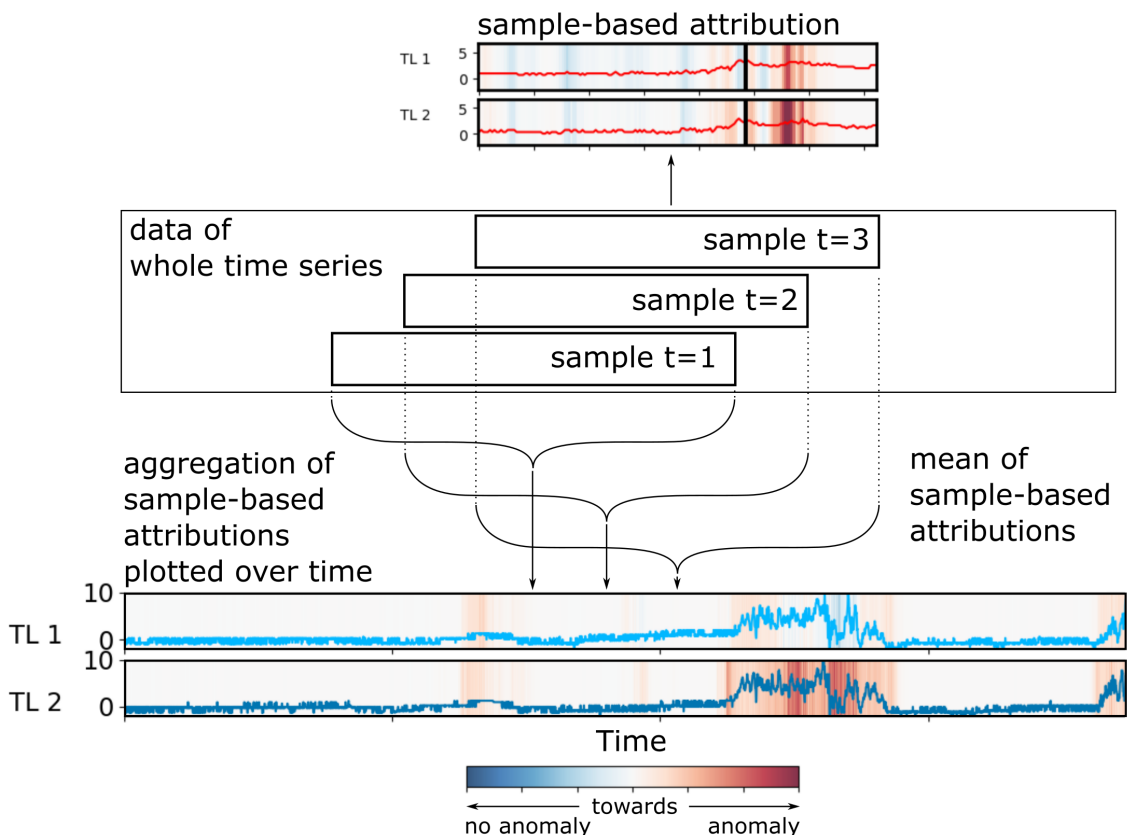 sample-based attribution
TL 1
5
0
TL 2
5
0
data of
whole time series
sample t=3
sample t=2
sample t=1
aggregation of
sample-based
attributions
plotted over time
mean of
sample-based
attributions
10
TL 1
0
10
TL 2
0
Time
towards
no anomaly
anomaly